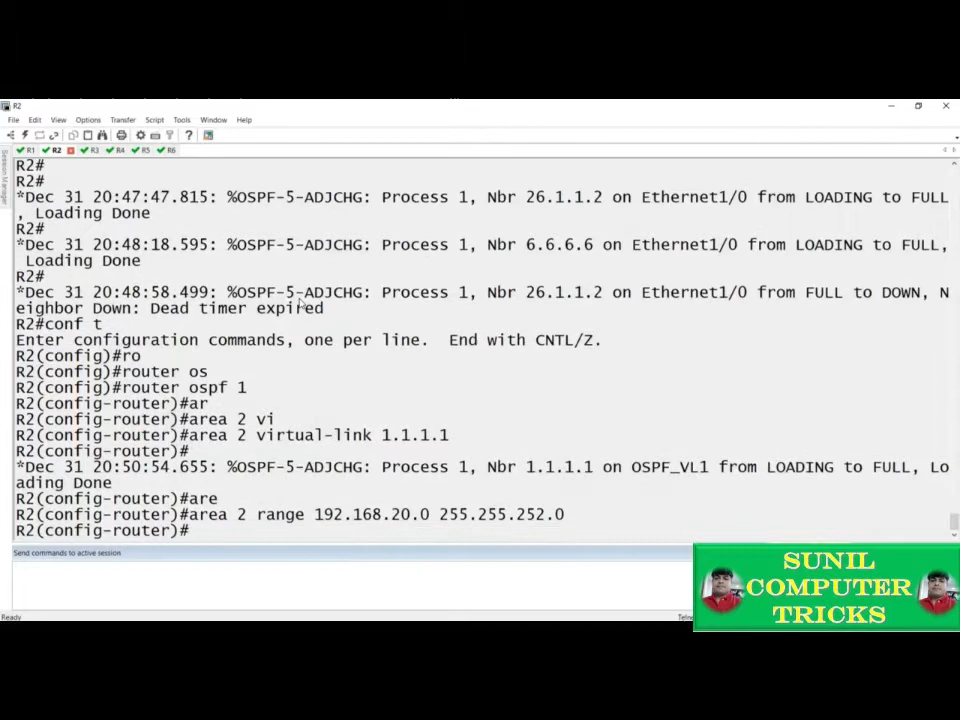 R2
File Edit View Options Transfer Script Tools Window Help
R1 R2 R3 R4 R5 R6
Session Manager
R2#
R2#
*Dec 31 20:47:47.815: %OSPF-5-ADJCHG: Process 1, Nbr 26.1.1.2 on Ethernet1/0 from LOADING to FULL
, Loading Done
R2#
*Dec 31 20:48:18.595: %OSPF-5-ADJCHG: Process 1, Nbr 6.6.6.6 on Ethernet1/0 from LOADING to FULL,
Loading Done
R2#
*Dec 31 20:48:58.499: %OSPF-5-ADJCHG: Process 1, Nbr 26.1.1.2 on Ethernet1/0 from FULL to DOWN, N
eighbor Down: Dead timer expired
R2#conf t
Enter configuration commands, one per line. End with CNTL/Z.
R2(config)#ro
R2(config)#router os
R2(config)#router ospf 1
R2(config-router)#ar
R2(config-router)#area 2 vi
R2(config-router)#area 2 virtual-link 1.1.1.1
R2(config-router)#
*Dec 31 20:50:54.655: %OSPF-5-ADJCHG: Process 1, Nbr 1.1.1.1 on OSPF_VL1 from LOADING to FULL, Lo
ading Done
R2(config-router)#are
R2(config-router)#area 2 range 192.168.20.0 255.255.252.0
R2(config-router)#
Send commands to active session
SUNIL
COMPUTER
TRICKS
Ready